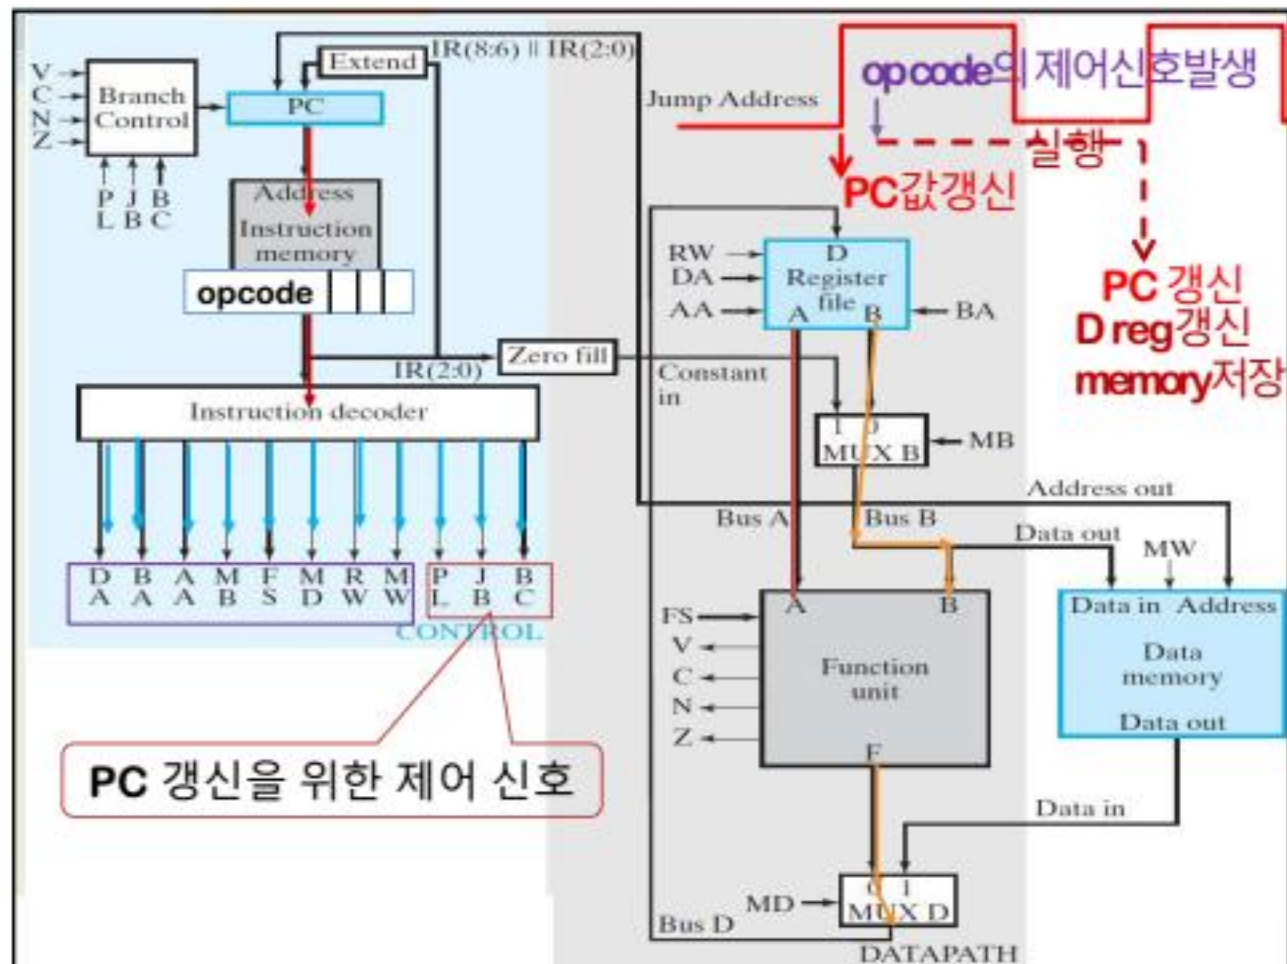 IR(8:6) || IR(2:0)
Extend
V
C
N
Z
Branch
Control
PC
P
L
J
B
B
C
Address
Instruction
memory
opcode
IR(2:0)
Zero fill
Instruction decoder
D
A
B
A
A
A
M
B
F
S
M
D
R
W
M
W
P
L
J
B
B
C
CONTROL
PC 갱신을 위한 제어 신호
Jump Address
opcode의 제어신호발생
실행
PC값갱신
PC 갱신
D reg갱신
memory저장
RW
DA
AA
D
Register
file
A
B
BA
Constant
in
1 0
MUX B
MB
Address out
Bus A
Bus B
Data out
MW
A
B
FS
V
C
N
Z
Function
unit
F
Data in Address
Data
memory
Data out
Data in
0 1
MD
MUX D
Bus D
DATAPATH